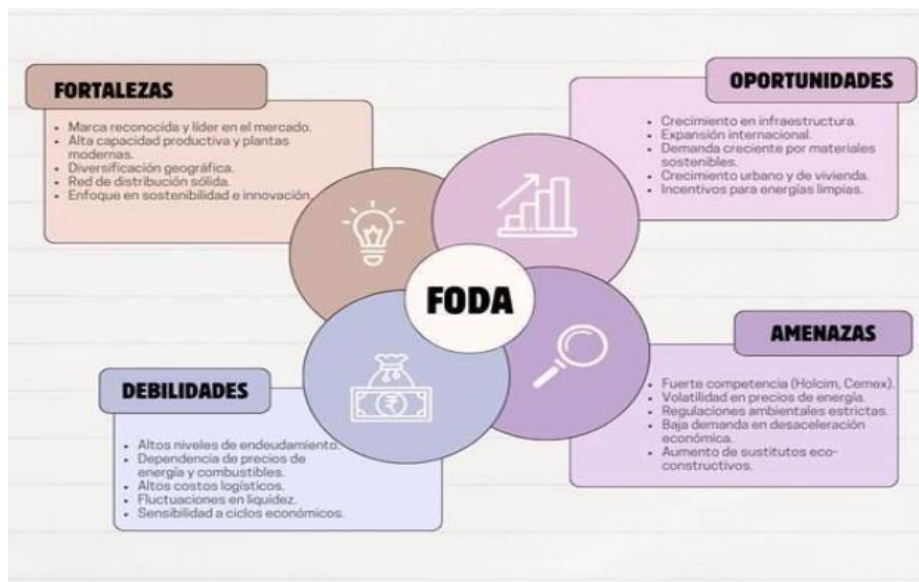 FORTALEZAS
• Marca reconocida y líder en el mercado.
• Alta capacidad productiva y plantas
modernas.
• Diversificación geográfica.
• Red de distribución sólida.
• Enfoque en sostenibilidad e innovación.
OPORTUNIDADES
• Crecimiento en infraestructura.
• Expansión internacional.
• Demanda creciente por materiales
sostenibles.
• Crecimiento urbano y de vivienda.
• Incentivos para energías limpias.
FODA
DEBILIDADES
• Altos niveles de endeudamiento.
• Dependencia de precios de
energía y combustibles.
• Altos costos logísticos.
• Fluctuaciones en liquidez.
• Sensibilidad a ciclos económicos.
₹
AMENAZAS
• Fuerte competencia (Holcim, Cemex).
• Volatilidad en precios de energía.
• Regulaciones ambientales estrictas.
• Baja demanda en desaceleración
económica.
• Aumento de sustitutos eco-
constructivos.